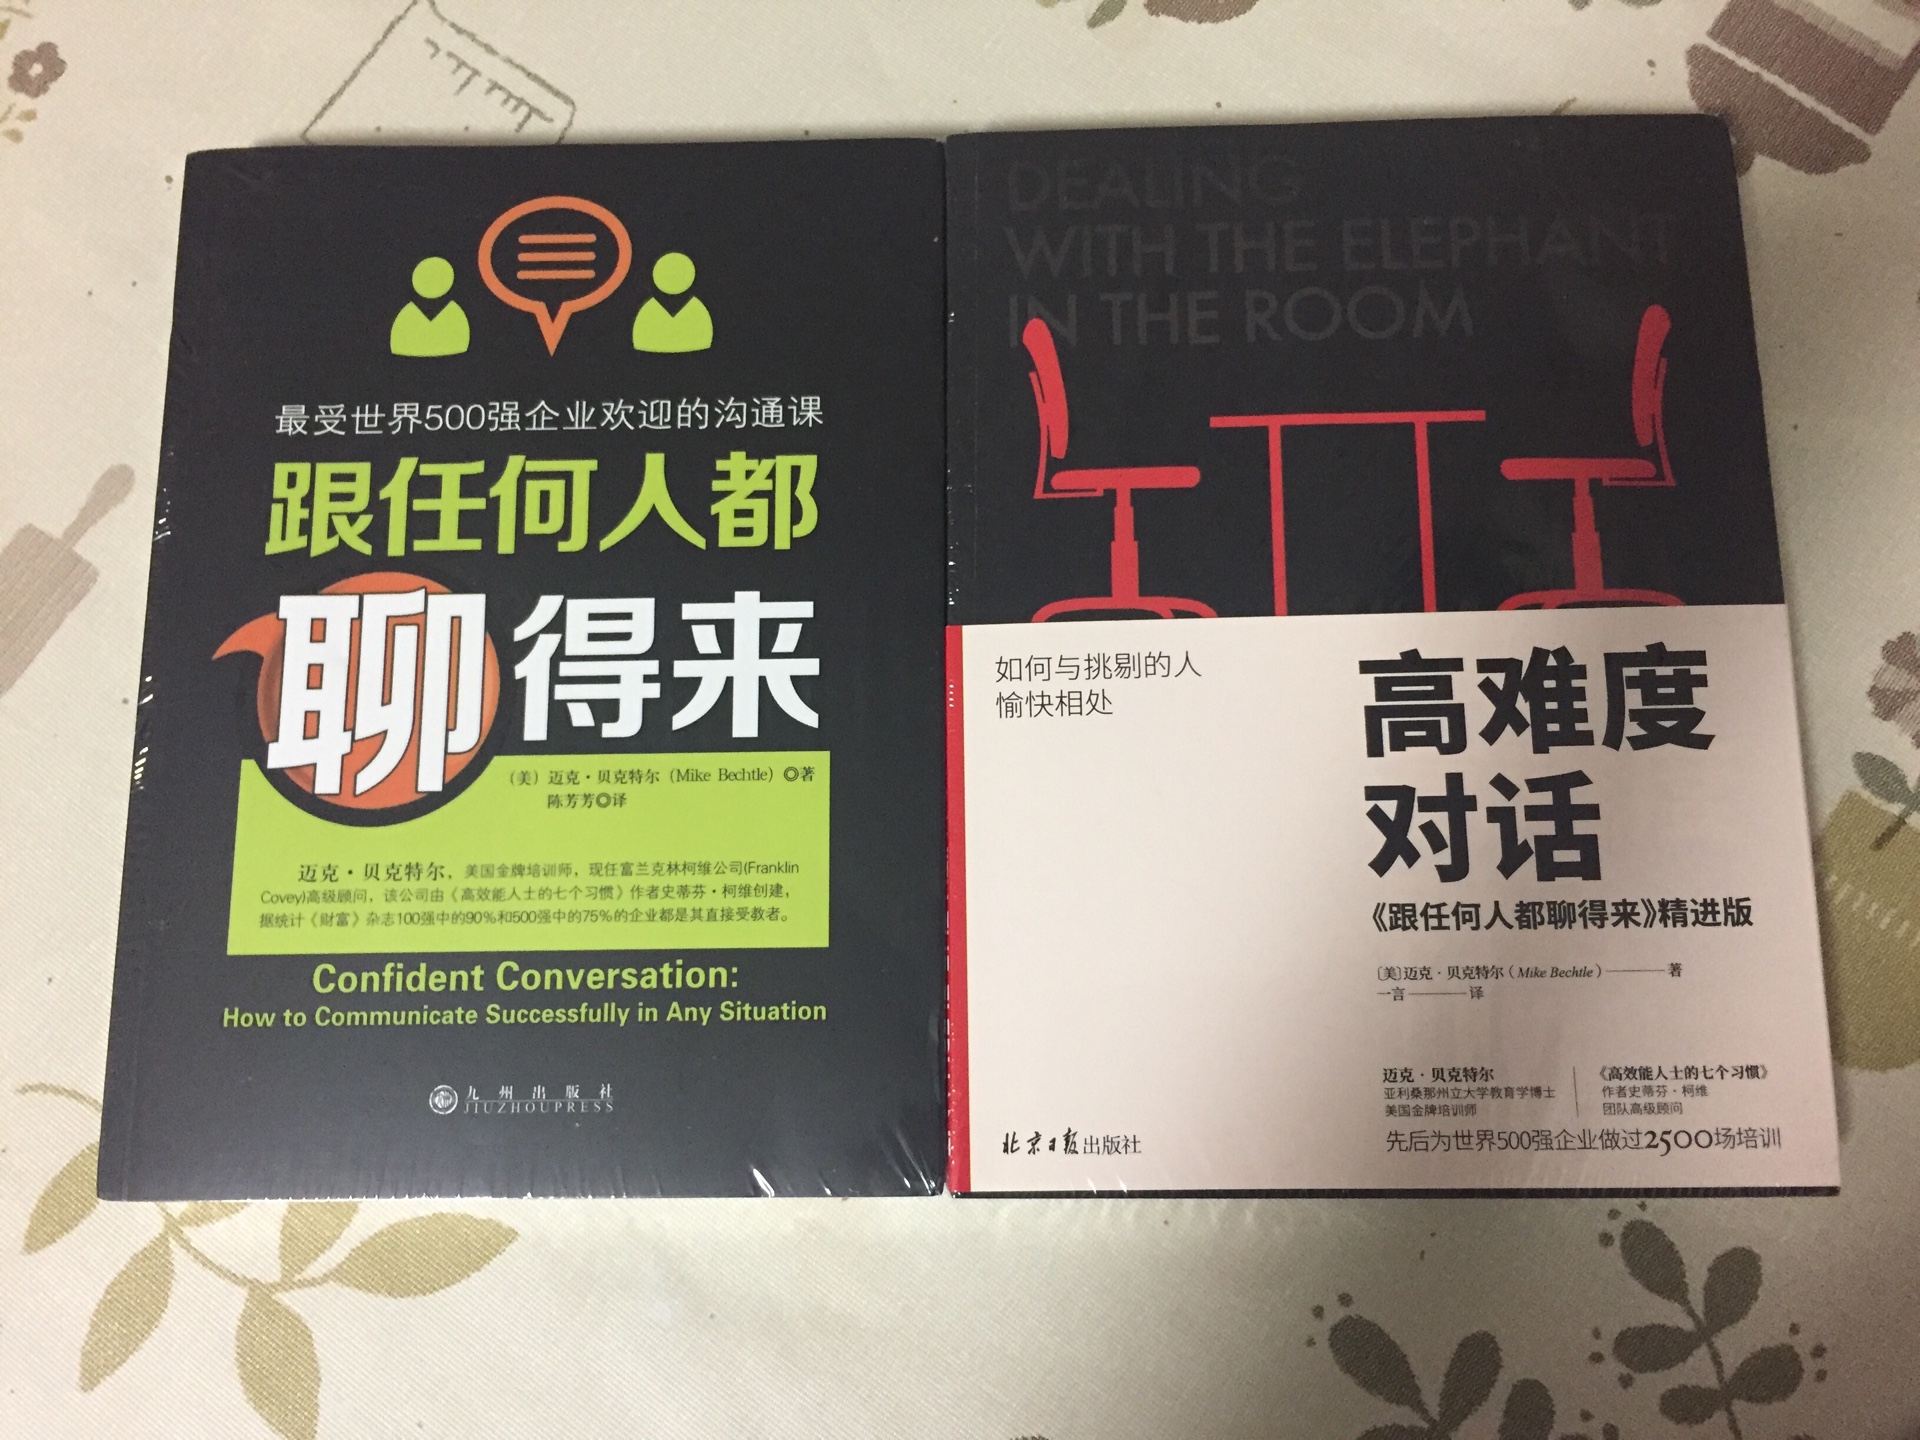 最受世界500强企业欢迎的沟通课
跟任何人都
聊得来
（美）迈克·贝克特尔（Mike Bechtle）◎著
陈芳芳◎译
迈克·贝克特尔，美国金牌培训师，现任富兰克林柯维公司(Franklin
Covey)高级顾问，该公司由《高效能人士的七个习惯》作者史蒂芬·柯维创建，
据统计《财富》杂志100强中的90%和500强中的75%的企业都是其直接受教者。
Confident Conversation:
How to Communicate Successfully in Any Situation
九州出版社
JIUZHOUPRESS
DEALING
WITH THE ELEPHANT
IN THE ROOM
如何与挑剔的人
愉快相处
高难度
对话
《跟任何人都聊得来》精进版
〔美〕迈克·贝克特尔（Mike Bechtle）————著
一言————译
迈克·贝克特尔
亚利桑那州立大学教育学博士
美国金牌培训师
《高效能人士的七个习惯》
作者史蒂芬·柯维
团队高级顾问
先后为世界500强企业做过2500场培训
北京日报出版社